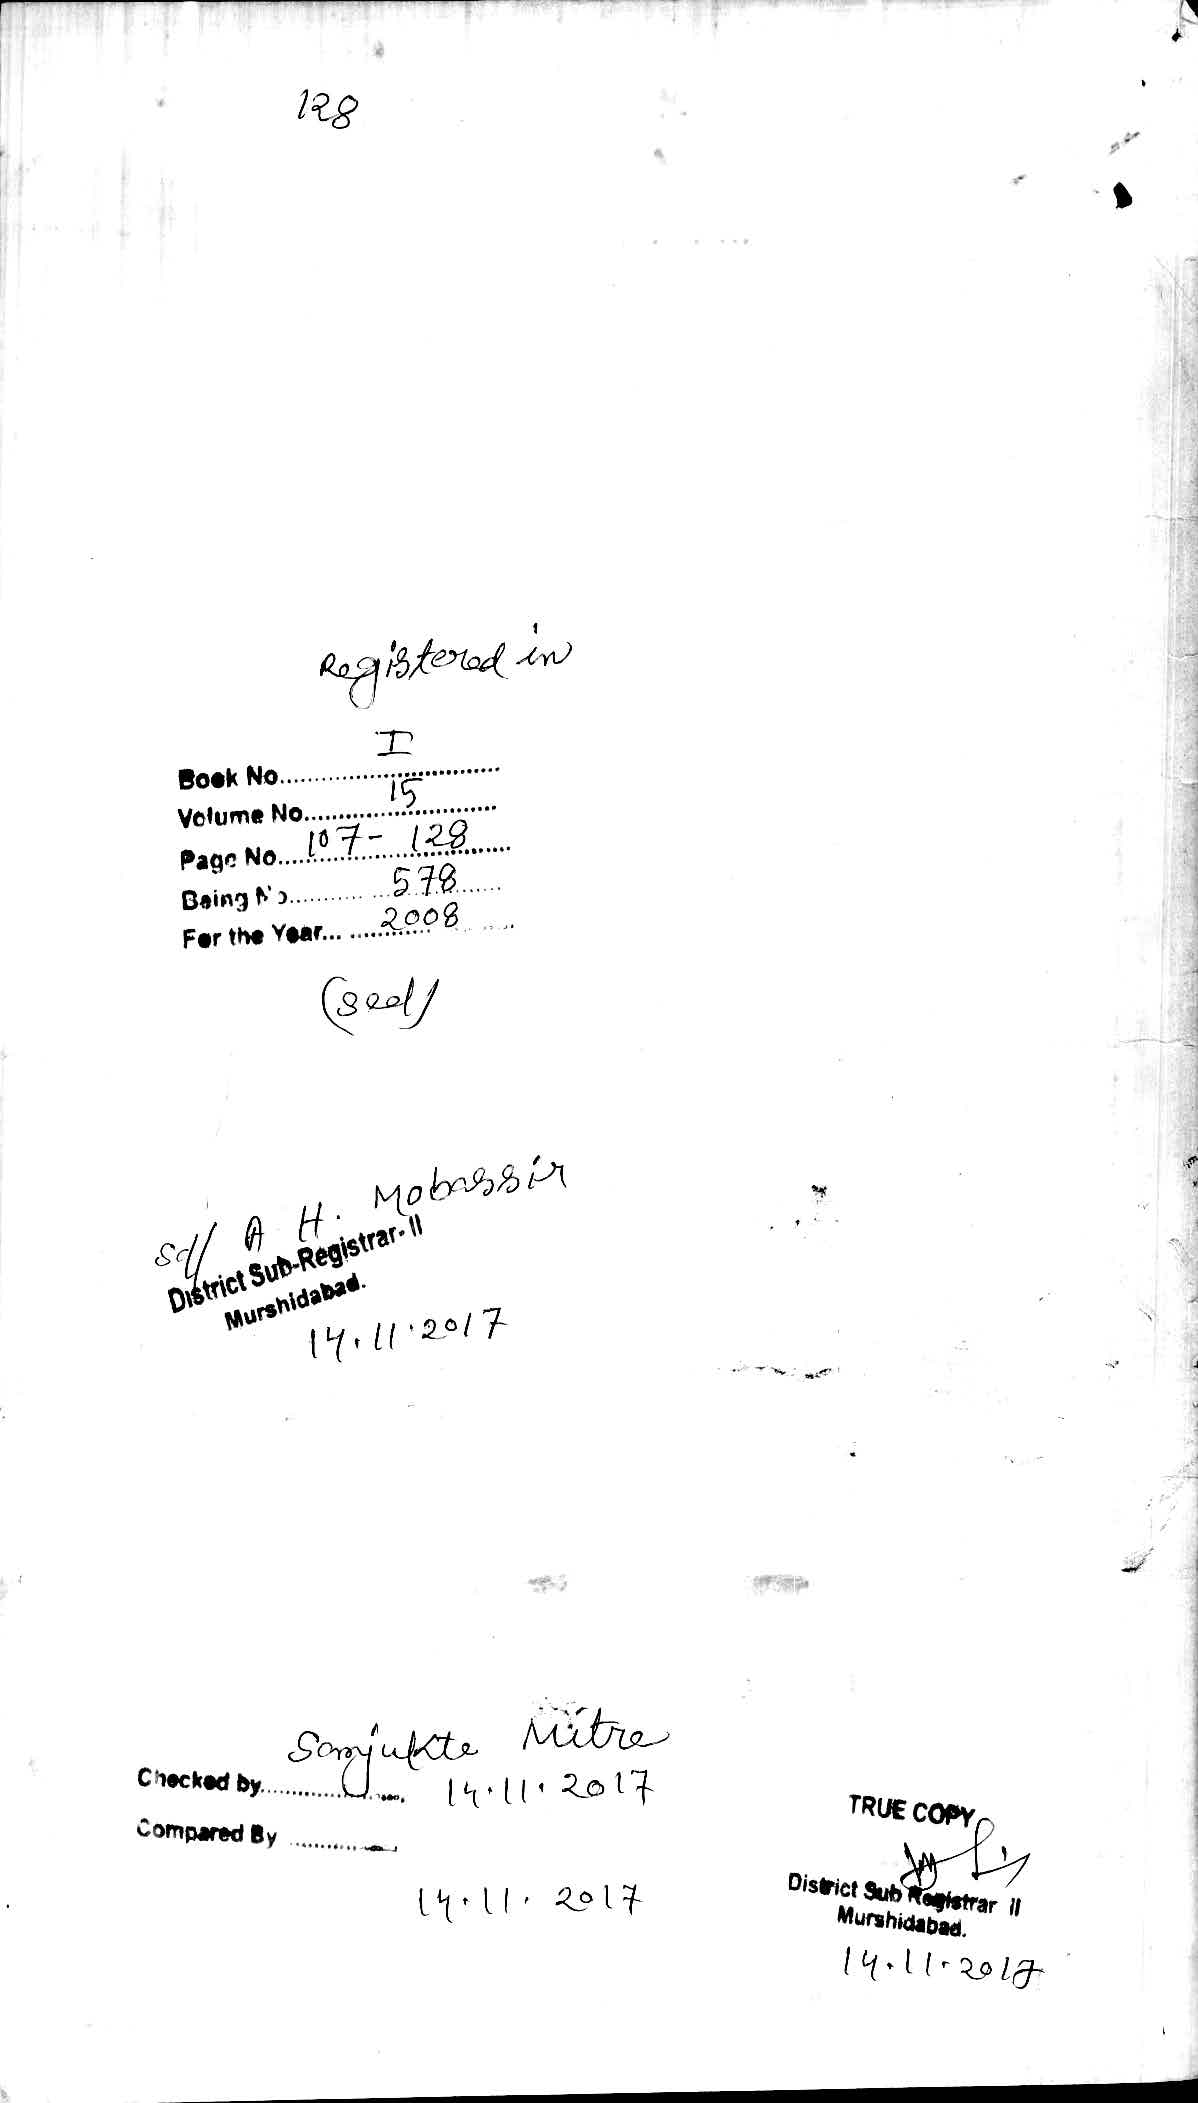 128
Registered in
Book No. I
Volume No. 15
Page No. 107 - 128
Being No. 578
For the Year 2008
(Seal)
Sd/ A H. Mobassir
District Sub-Registrar-II
Murshidabad.
14.11.2017
Sanjukta Mitra
Checked by 14.11.2017
Compared By
14.11.2017
TRUE COPY
District Sub Registrar II
Murshidabad.
14.11.2017